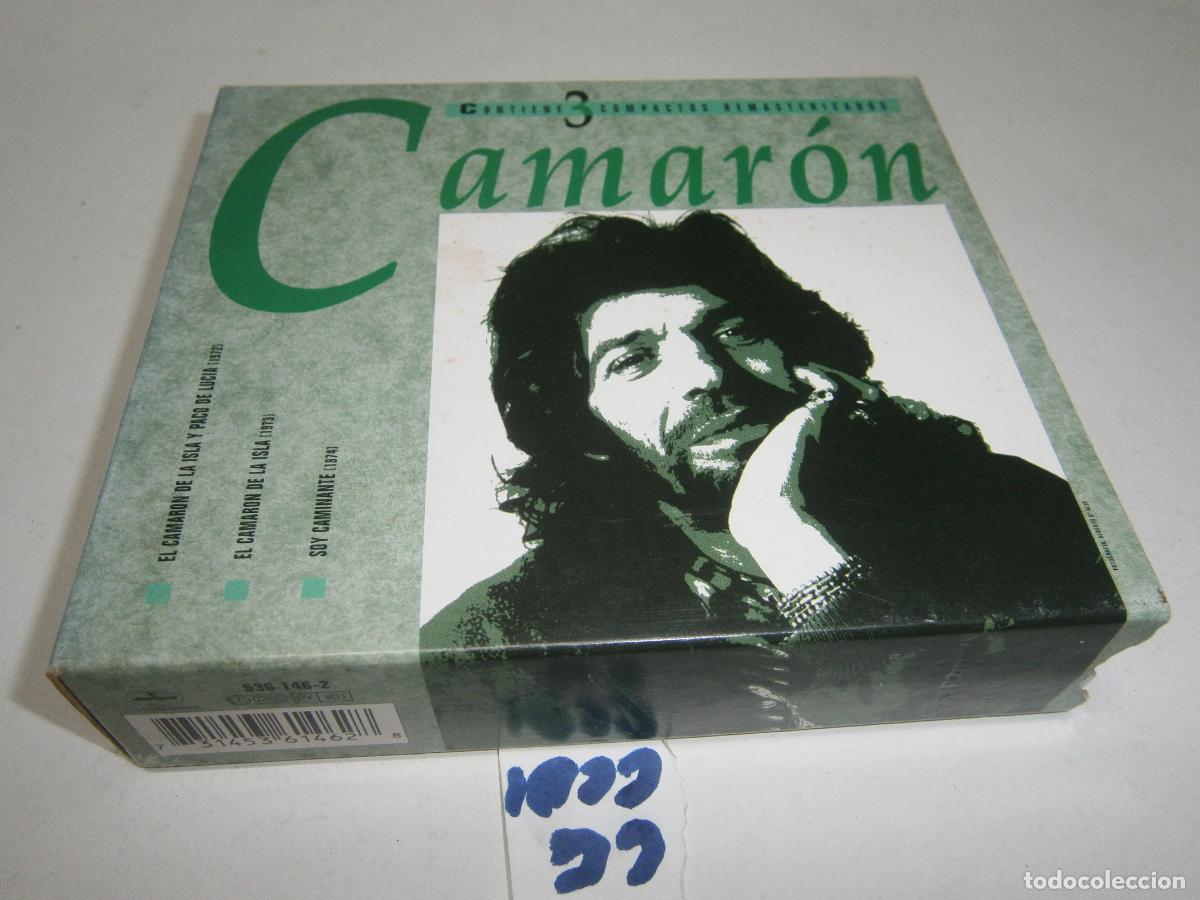 CONTIENE 3 COMPACTOS REMASTERIZADOS
Camarón
EL CAMARON DE LA ISLA Y PACO DE LUCIA (1972)
EL CAMARON DE LA ISLA (1973)
SOY CAMINANTE (1974)
536 146-2
7 31453 61462 8
todocoleccion